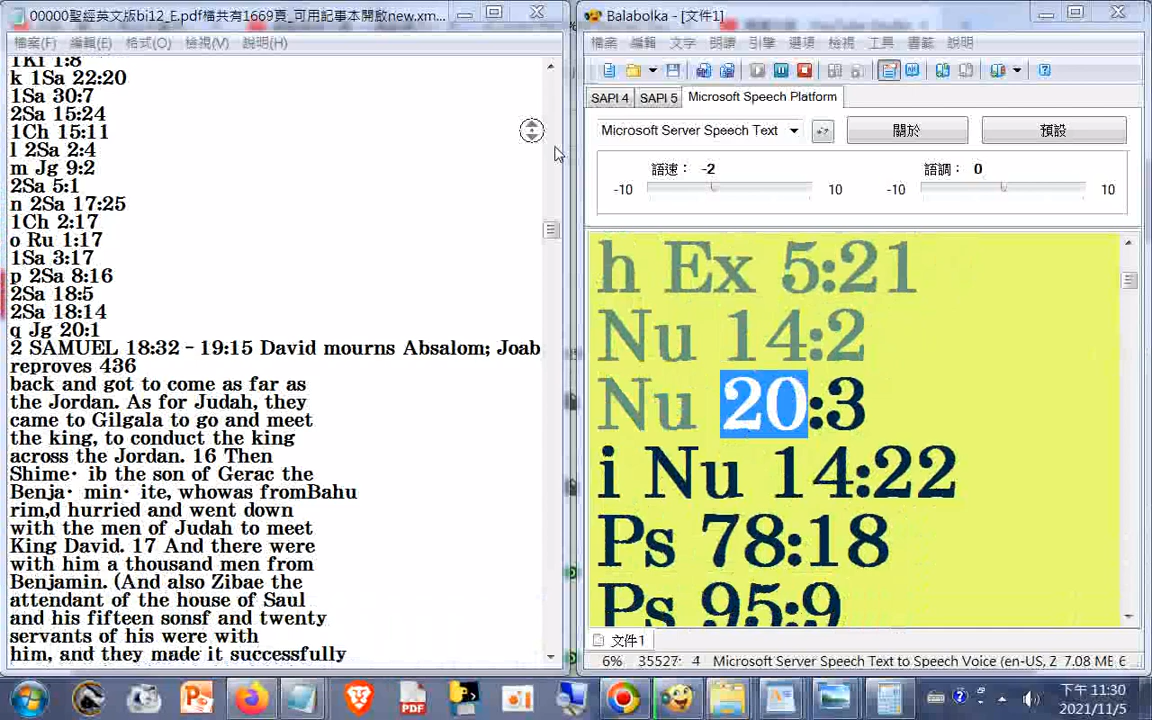 00000聖經英文版bi12_E.pdf檔共有1669頁_可用記事本開啟new.xm...
檔案(F) 編輯(E) 格式(O) 檢視(V) 說明(H)
1Ki 1:8
k 1Sa 22:20
1Sa 30:7
2Sa 15:24
1Ch 15:11
l 2Sa 2:4
m Jg 9:2
2Sa 5:1
n 2Sa 17:25
1Ch 2:17
o Ru 1:17
1Sa 3:17
p 2Sa 8:16
2Sa 18:5
2Sa 18:14
q Jg 20:1
2 SAMUEL 18:32–19:15 David mourns Absalom; Joab
reproves 436
back and got to come as far as
the Jordan. As for Judah, they
came to Gilgala to go and meet
the king, to conduct the king
across the Jordan. 16 Then
Shime· ib the son of Gerac the
Benja· min· ite, whowas fromBahu
rim,d hurried and went down
with the men of Judah to meet
King David. 17 And there were
with him a thousand men from
Benjamin. (And also Zibae the
attendant of the house of Saul
and his fifteen sonsf and twenty
servants of his were with
him, and they made it successfully
Balabolka - [文件1]
檔案 編輯 文字 朗讀 引擎 選項 檢視 工具 書籤 說明
SAPI 4 SAPI 5 Microsoft Speech Platform
Microsoft Server Speech Text 關於 預設
語速： -2 語調： 0
-10 10 -10 10
h Ex 5:21
Nu 14:2
Nu 20:3
i Nu 14:22
Ps 78:18
Ps 95:9
文件1
6% 35527: 4 Microsoft Server Speech Text to Speech Voice (en-US, 2 7.08 MB 6
PDF
下午 11:30
2021/11/5